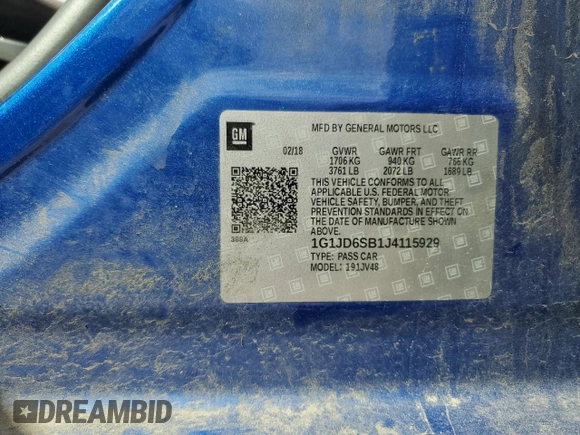 GM
MFD BY GENERAL MOTORS LLC
02/18 GVWR GAWR FRT GAWR RR
1706 KG 940 KG 766 KG
3761 LB 2072 LB 1689 LB
THIS VEHICLE CONFORMS TO ALL
APPLICABLE U.S. FEDERAL MOTOR
VEHICLE SAFETY, BUMPER, AND THEFT
PREVENTION STANDARDS IN EFFECT ON
THE DATE OF MANUFACTURE SHOWN
ABOVE.
388A
1G1JD6SB1J4115929
TYPE: PASS CAR
MODEL: 191JV48
DREAMBID